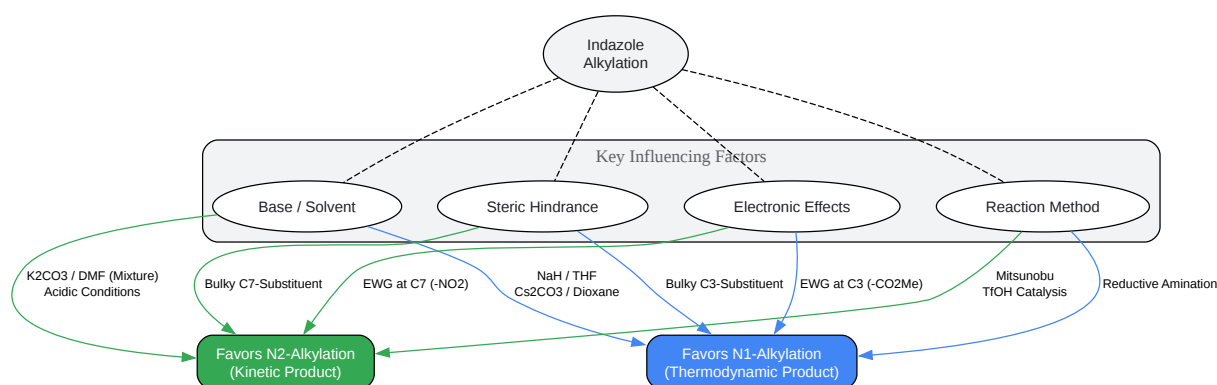 Indazole
Alkylation
Key Influencing Factors
Base / Solvent
Steric Hindrance
Electronic Effects
Reaction Method
K2CO3 / DMF (Mixture)
Acidic Conditions
Bulky C7-Substituent
EWG at C7 (-NO2)
NaH / THF
Cs2CO3 / Dioxane
Bulky C3-Substituent
EWG at C3 (-CO2Me)
Mitsunobu
TfOH Catalysis
Reductive Amination
Favors N2-Alkylation
(Kinetic Product)
Favors N1-Alkylation
(Thermodynamic Product)